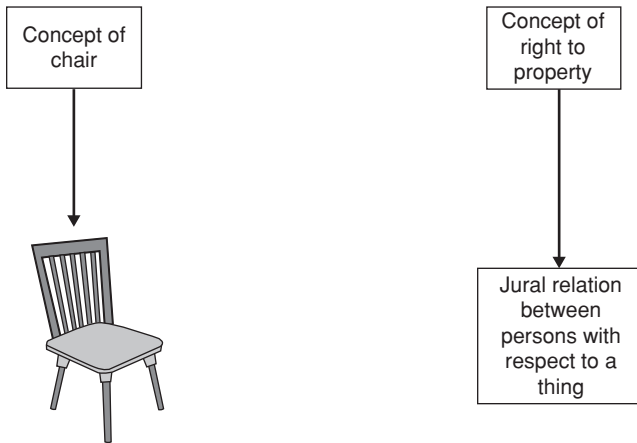 Concept of
chair
Concept of
right to
property
Jural relation
between
persons with
respect to a
thing